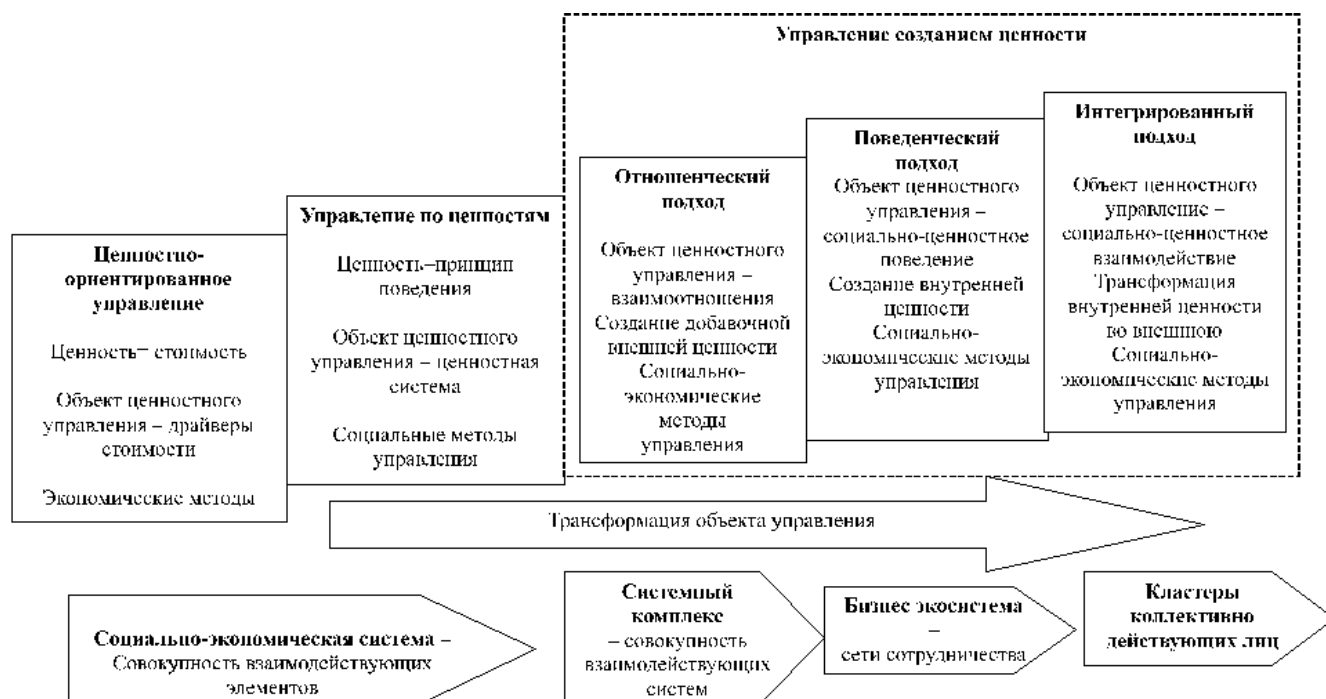 Управление созданием ценности
Ценностно-
ориентированное
управление
Ценность= стоимость
Объект ценностного
управления – драйверы
стоимости
Экономические методы
Управление по ценностям
Ценность–принцип
поведения
Объект ценностного
управления – ценностная
система
Социальные методы
управления
Отношенческий
подход
Объект ценностного
управления –
взаимоотношения
Создание добавочной
внешней ценности
Социально-
экономические
методы
управления
Поведенческий
подход
Объект ценностного
управления –
социально-ценностное
поведение
Создание внутренней
ценности
Социально-
экономические методы
управления
Интегрированный
подход
Объект ценностного
управление –
социально-ценностное
взаимодействие
Трансформация
внутренней ценности
во внешнюю
Социально-
экономические методы
управления
Трансформация объекта управления
Социально-экономическая система –
Совокупность взаимодействующих
элементов
Системный
комплекс
– совокупность
взаимодействующих
систем
Бизнес экосистема
–
сети сотрудничества
Кластеры
коллективно
действующих лиц